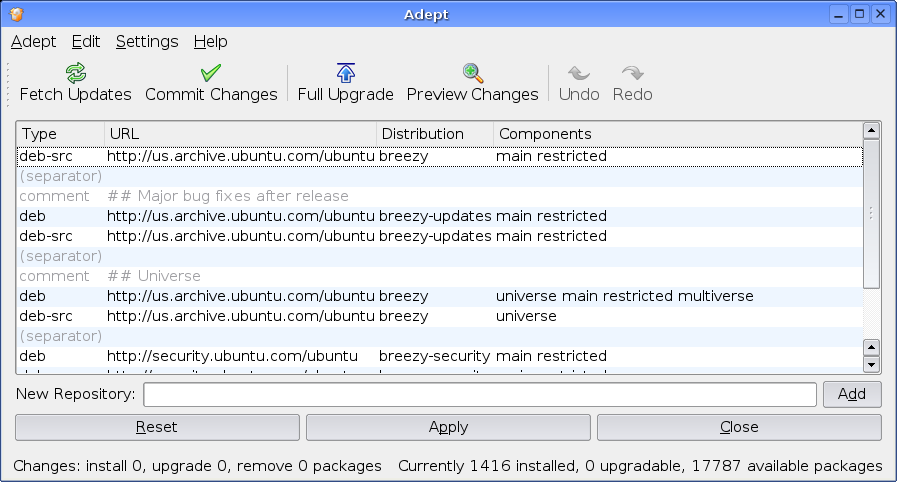 Adept
Adept Edit Settings Help
Fetch Updates Commit Changes Full Upgrade Preview Changes Undo Redo
Type URL Distribution Components
deb-src http://us.archive.ubuntu.com/ubuntu breezy main restricted
(separator)
comment ## Major bug fixes after release
deb http://us.archive.ubuntu.com/ubuntu breezy-updates main restricted
deb-src http://us.archive.ubuntu.com/ubuntu breezy-updates main restricted
(separator)
comment ## Universe
deb http://us.archive.ubuntu.com/ubuntu breezy universe main restricted multiverse
deb-src http://us.archive.ubuntu.com/ubuntu breezy universe
(separator)
deb http://security.ubuntu.com/ubuntu breezy-security main restricted
New Repository: Add
Reset Apply Close
Changes: install 0, upgrade 0, remove 0 packages Currently 1416 installed, 0 upgradable, 17787 available packages